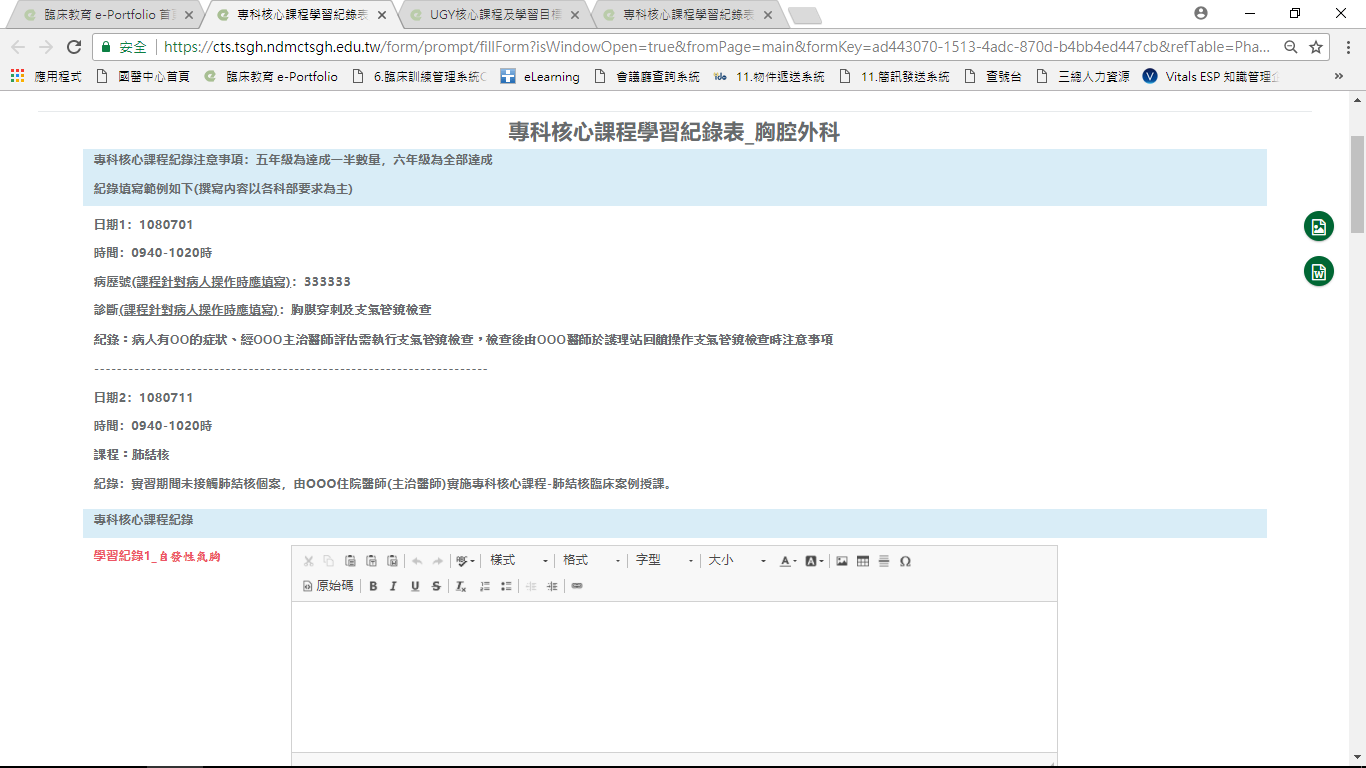 臨床教育 e-Portfolio 首
專科核心課程學習紀錄表
UGY核心課程及學習目標
專科核心課程學習紀錄表
安全
https://cts.tsgh.ndmctsgh.edu.tw/form/prompt/fillForm?isWindowOpen=true&fromPage=main&formKey=ad443070-1513-4adc-870d-b4bb4ed447cb&refTable=Pha...
應用程式
國醫中心首頁
臨床教育 e-Portfolio
6.臨床訓練管理系統
eLearning
會議廳查詢系統
ido
11.物件遞送系統
11.簡訊發送系統
查號台
三總人力資源
Vitals ESP 知識管理
專科核心課程學習紀錄表_胸腔外科
專科核心課程紀錄注意事項：五年級為達成一半數量，六年級為全部達成
紀錄填寫範例如下(撰寫內容以各科部要求為主)
日期1：1080701
時間：0940-1020時
病歷號(課程針對病人操作時應填寫)：333333
診斷(課程針對病人操作時應填寫)：胸膜穿刺及支氣管鏡檢查
紀錄：病人有OO的症狀、經OOO主治醫師評估需執行支氣管鏡檢查，檢查後由OOO醫師於護理站回饋操作支氣管鏡檢查時注意事項
--------------------------------------------------------------------
日期2：1080711
時間：0940-1020時
課程：肺結核
紀錄：實習期間未接觸肺結核個案，由OOO住院醫師(主治醫師)實施專科核心課程-肺結核臨床案例授課。
專科核心課程紀錄
學習紀錄1_自發性氣胸
樣式
格式
字型
大小
原始碼